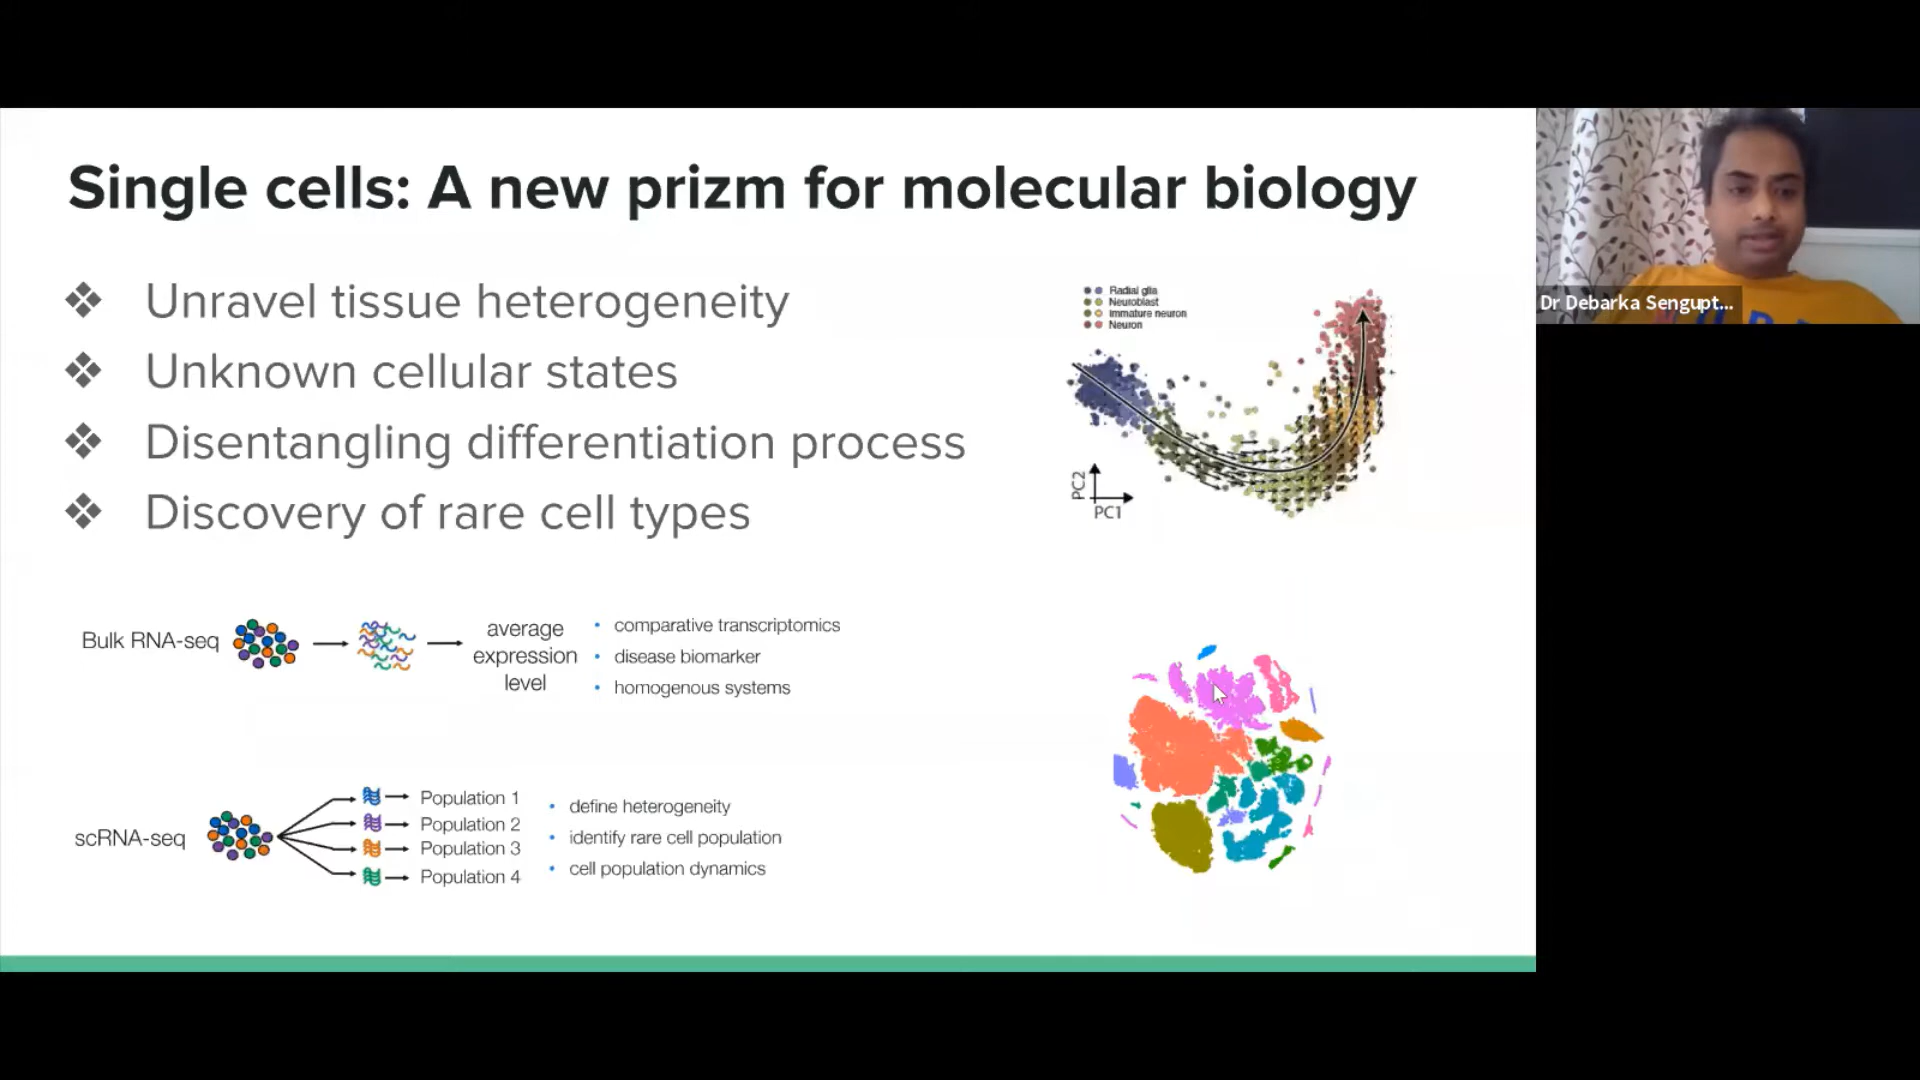 Single cells: A new prizm for molecular biology
❖ Unravel tissue heterogeneity
❖ Unknown cellular states
❖ Disentangling differentiation process
❖ Discovery of rare cell types
Radial glia
Neuroblast
Immature neuron
Neuron
PC2
PC1
Bulk RNA-seq
average
expression
level
• comparative transcriptomics
• disease biomarker
• homogenous systems
scRNA-seq
Population 1
Population 2
Population 3
Population 4
• define heterogeneity
• identify rare cell population
• cell population dynamics
Dr Debarka Sengupt...